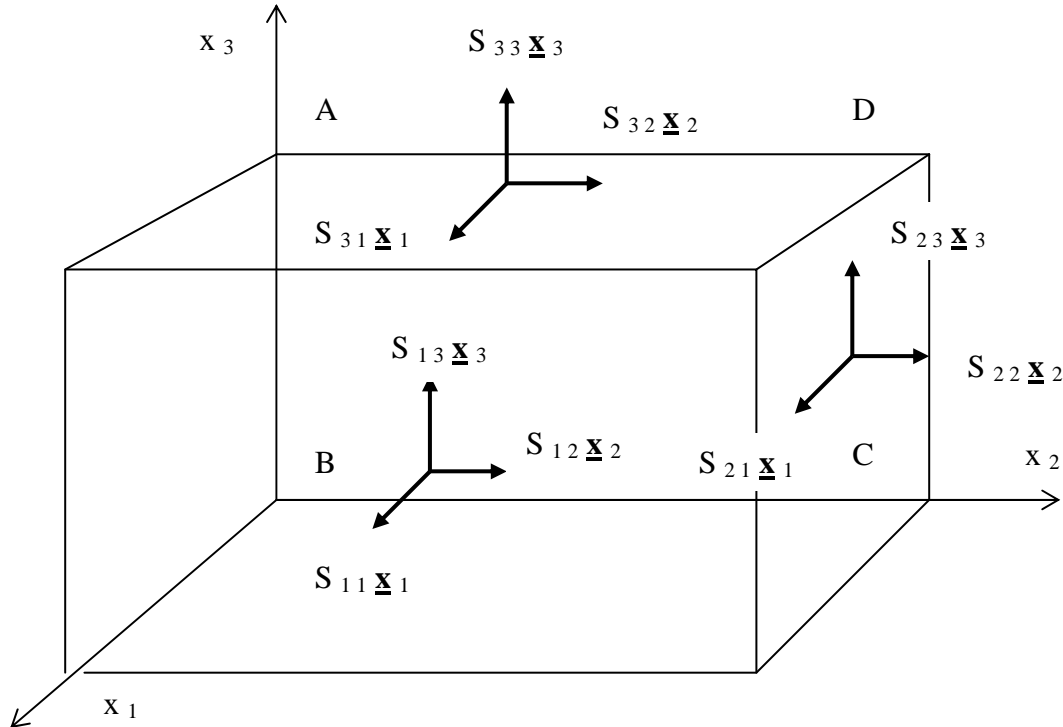 x 3
S 3 3 x 3
A
D
S 3 2 x 2
S 3 1 x 1
S 2 3 x 3
S 1 3 x 3
S 2 2 x 2
S 1 2 x 2
B
S 2 1 x 1
C
x 2
S 1 1 x 1
x 1